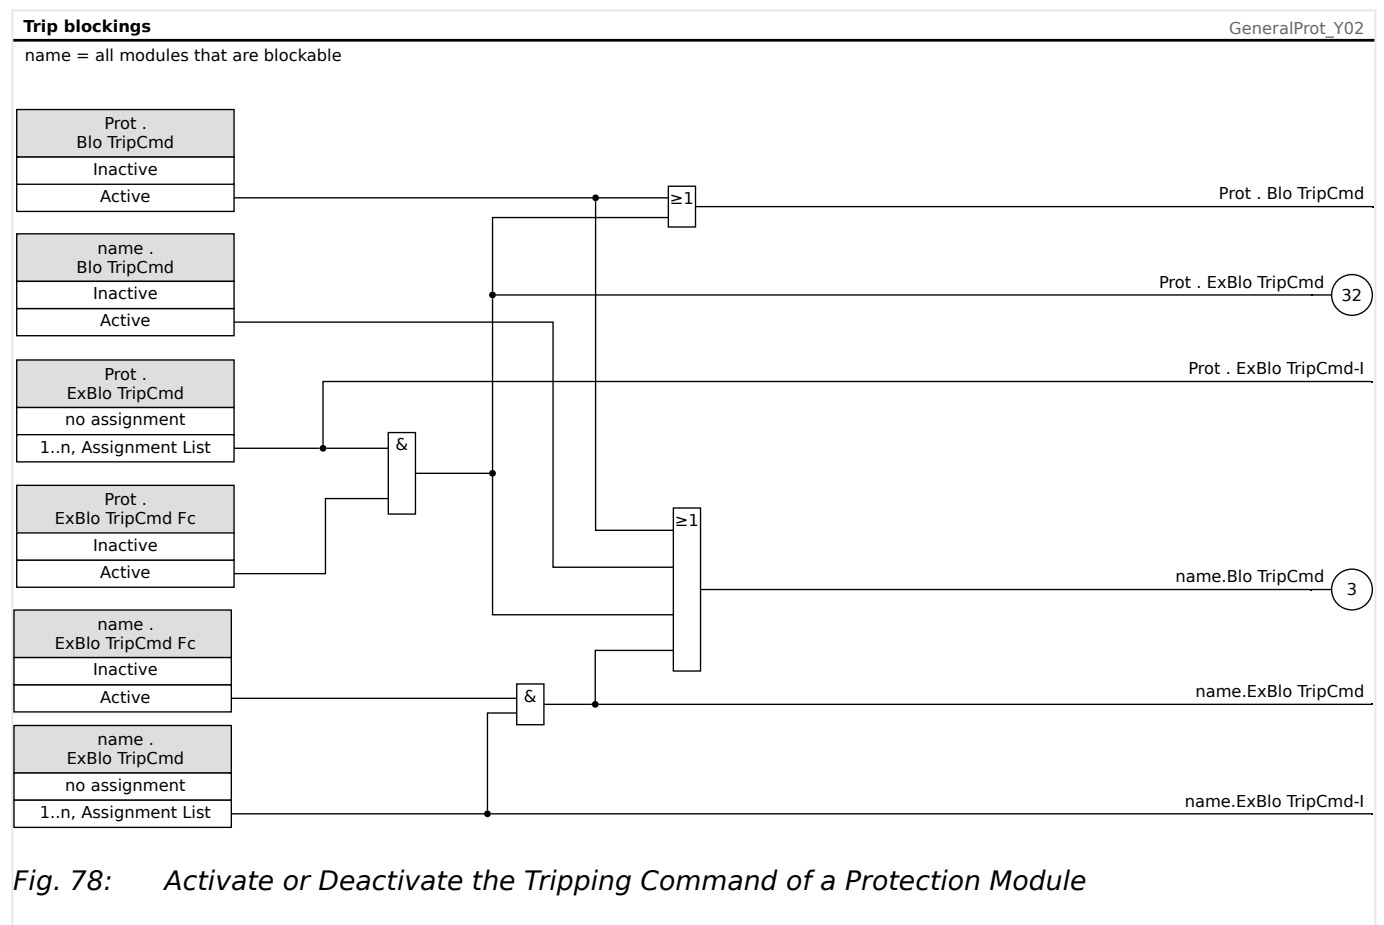 Trip blockings
GeneralProt_Y02
name = all modules that are blockable
Prot .
Blo TripCmd
Inactive
Active
≥1
Prot . Blo TripCmd
name .
Blo TripCmd
Inactive
Active
Prot . ExBlo TripCmd
32
Prot .
ExBlo TripCmd
no assignment
1..n, Assignment List
Prot . ExBlo TripCmd-I
&
Prot .
ExBlo TripCmd Fc
Inactive
Active
≥1
name.Blo TripCmd
3
name .
ExBlo TripCmd Fc
Inactive
Active
&
name.ExBlo TripCmd
name .
ExBlo TripCmd
no assignment
1..n, Assignment List
name.ExBlo TripCmd-I
Fig. 78: Activate or Deactivate the Tripping Command of a Protection Module